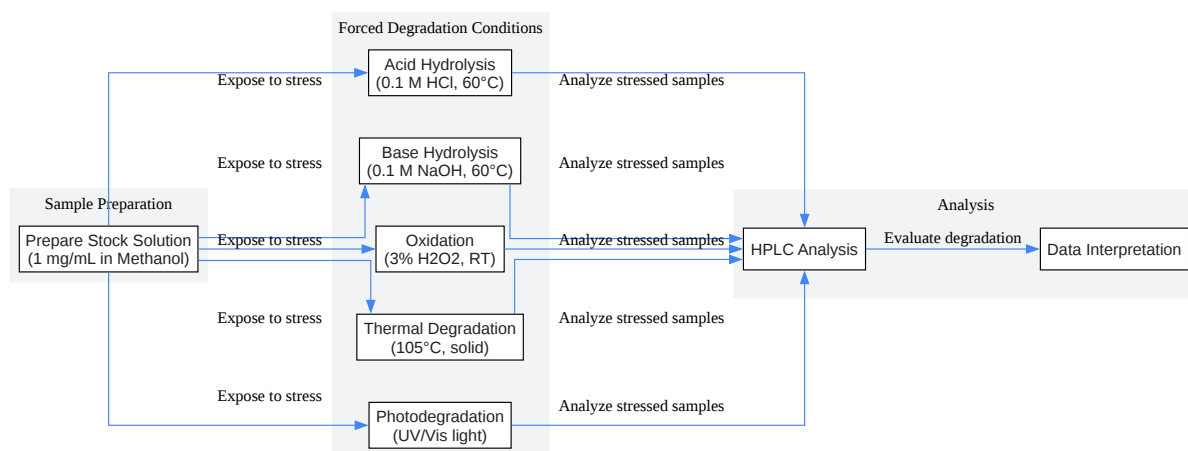 Forced Degradation Conditions
Expose to stress
Acid Hydrolysis
(0.1 M HCl, 60°C)
Analyze stressed samples
Expose to stress
Base Hydrolysis
(0.1 M NaOH, 60°C)
Analyze stressed samples
Sample Preparation
Prepare Stock Solution
(1 mg/mL in Methanol)
Expose to stress
Oxidation
(3% H2O2, RT)
Analyze stressed samples
Analysis
HPLC Analysis
Evaluate degradation
Data Interpretation
Expose to stress
Thermal Degradation
(105°C, solid)
Analyze stressed samples
Expose to stress
Photodegradation
(UV/Vis light)
Analyze stressed samples